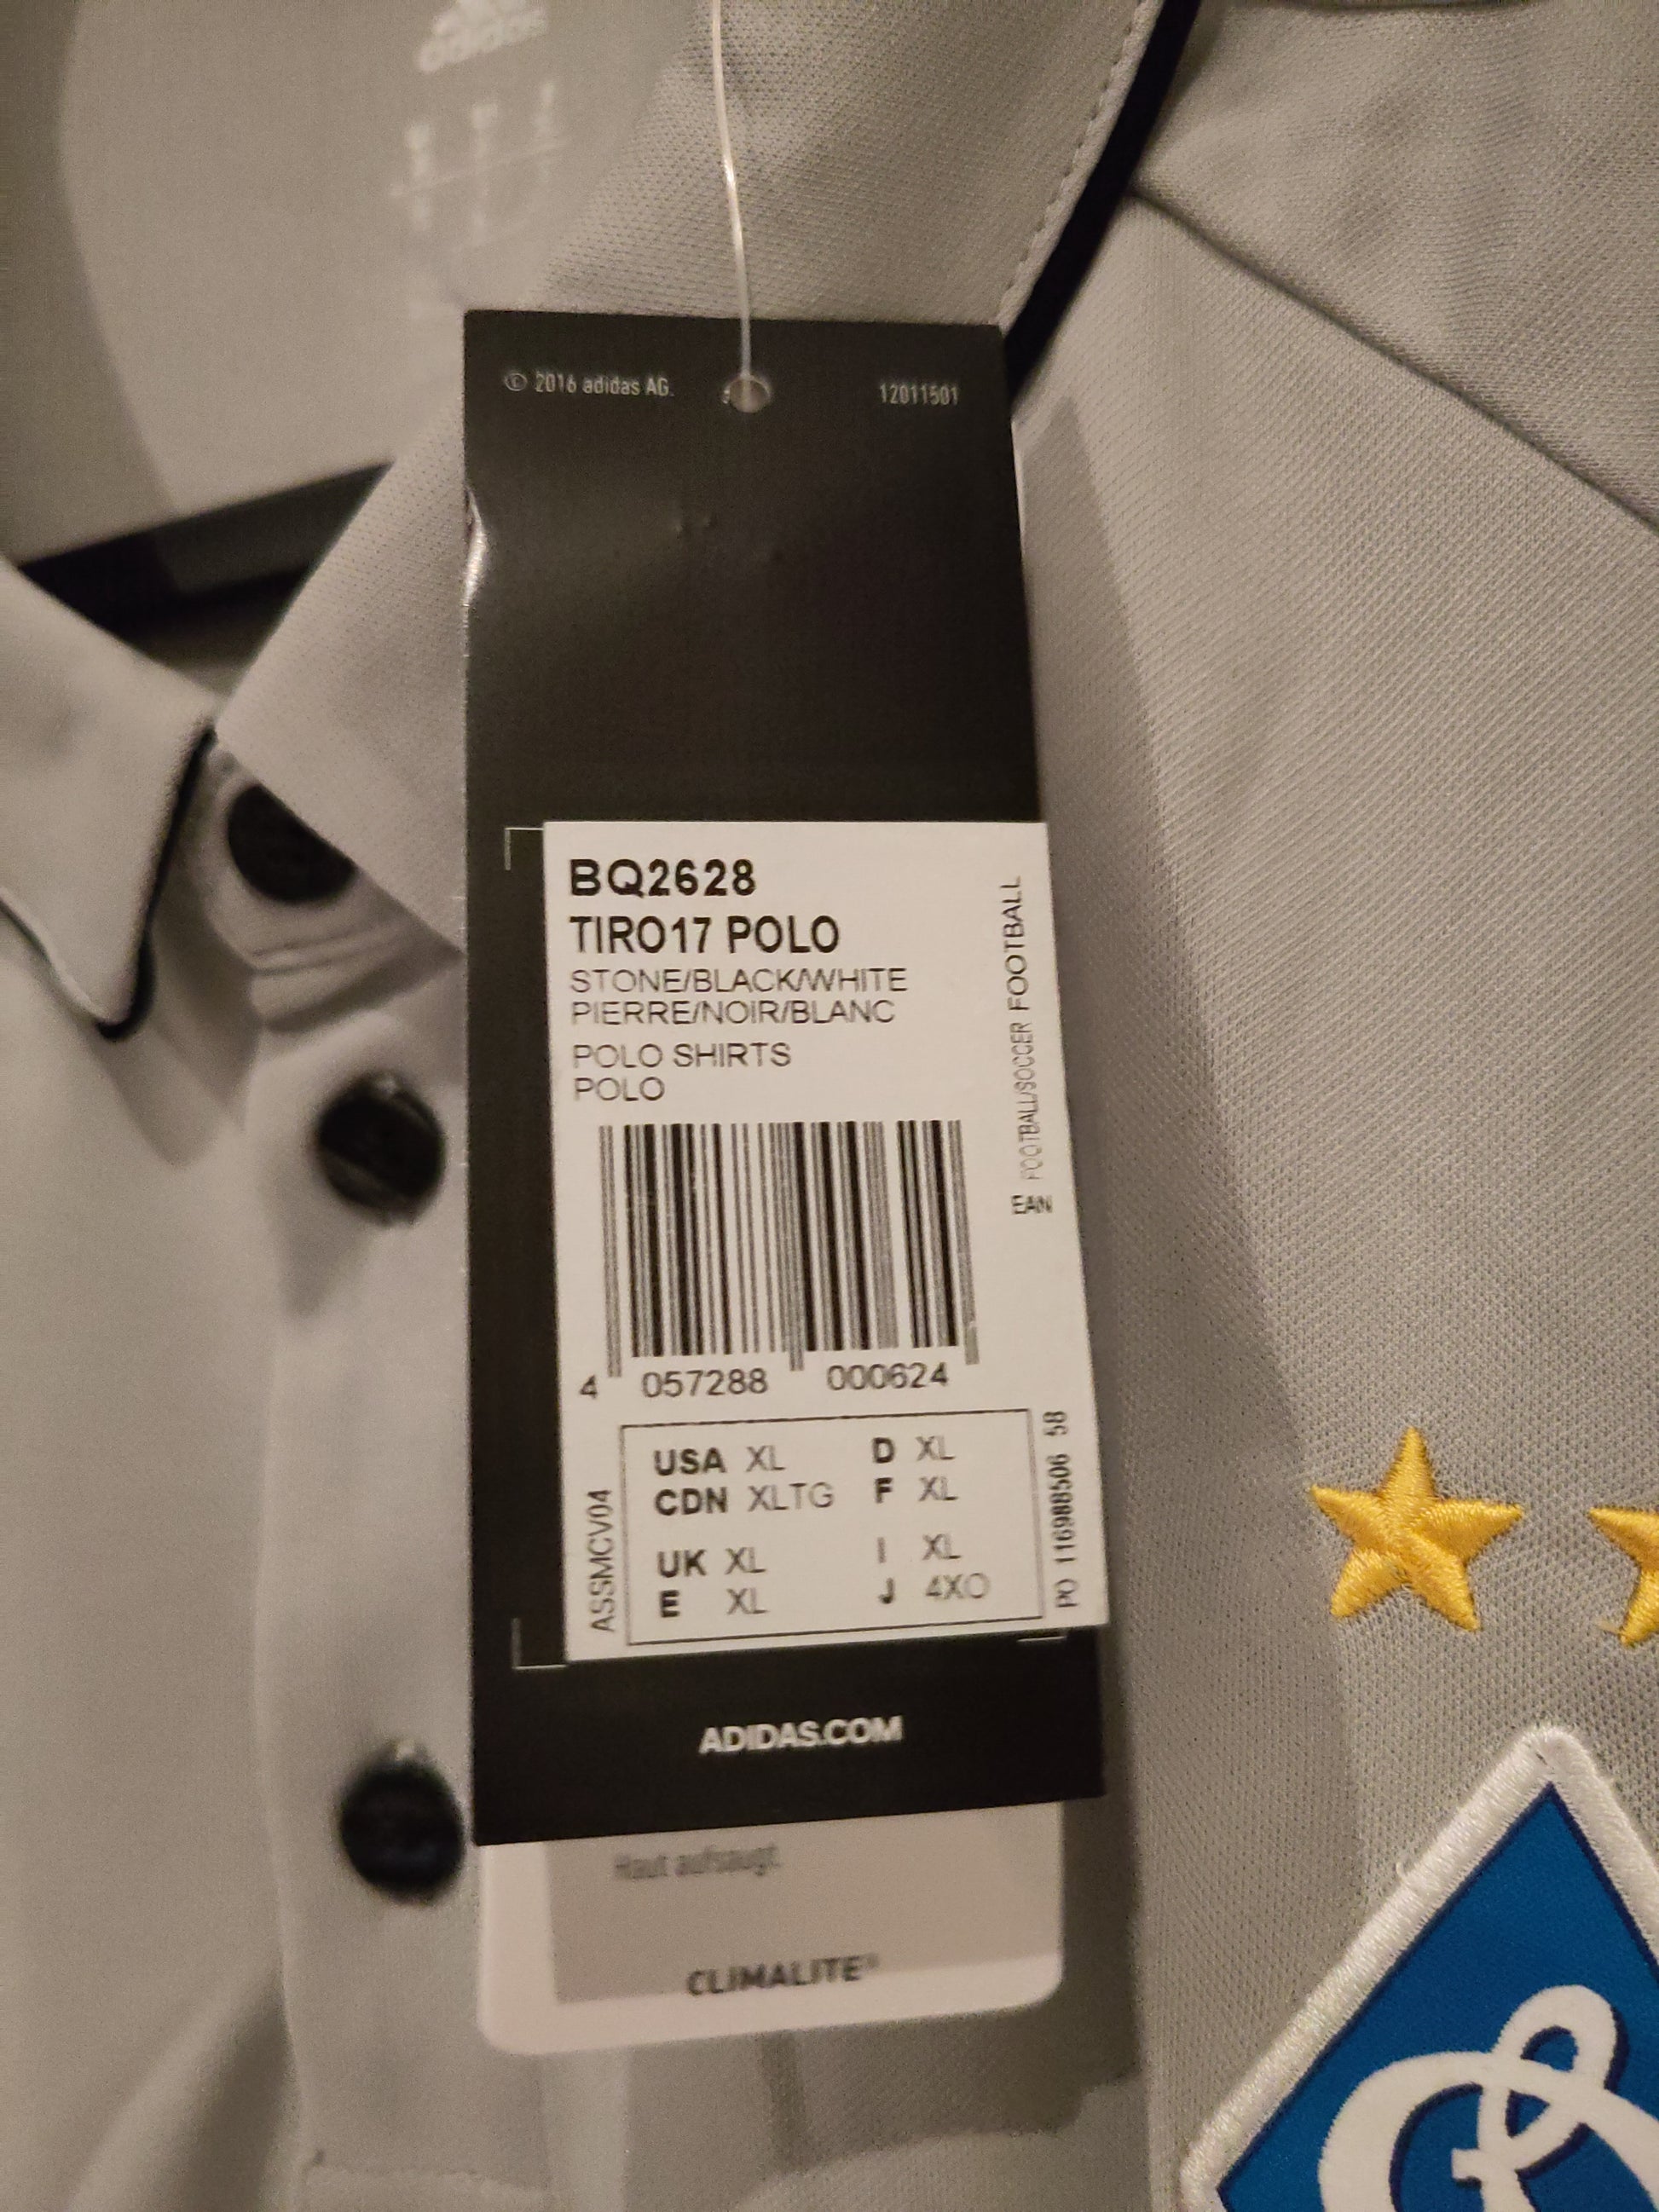 adidas
© 2016 adidas AG.
12011501
BQ2628
TIRO17 POLO
STONE/BLACK/WHITE
PIERRE/NOIR/BLANC
POLO SHIRTS
POLO
FOOTBALL/SOCCER FOOTBALL
EAN
4 057288 000624
USA XL D XL
CDN XLTG F XL
UK XL I XL
E XL J 4XO
ASSMCV04
PO 116988506 58
ADIDAS.COM
Haut aufsaugt.
CLIMALITE®